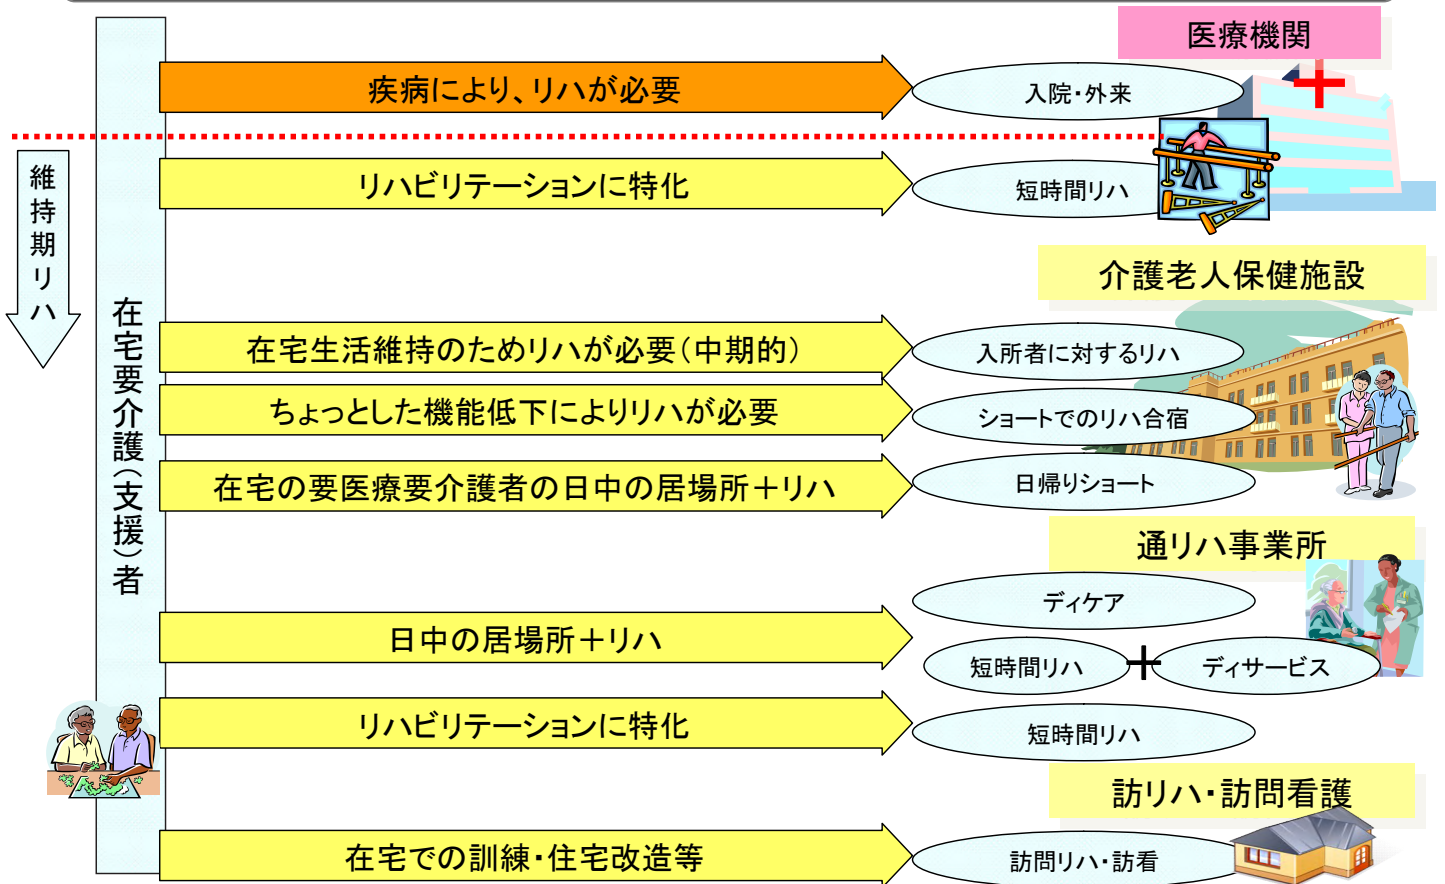 医療機関
疾病により、リハが必要
入院・外来
維持期リハ
リハビリテーションに特化
短時間リハ
介護老人保健施設
在宅要介護(支援)者
在宅生活維持のためリハが必要(中期的)
入所者に対するリハ
ちょっとした機能低下によりリハが必要
ショートでのリハ合宿
在宅の要医療要介護者の日中の居場所+リハ
日帰りショート
通リハ事業所
ディケア
日中の居場所+リハ
短時間リハ
+
ディサービス
リハビリテーションに特化
短時間リハ
訪リハ・訪問看護
在宅での訓練・住宅改造等
訪問リハ・訪看